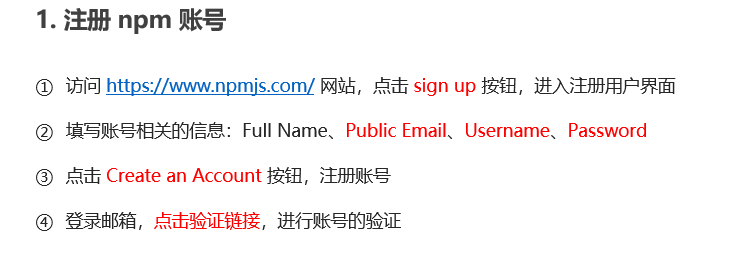 1. 注册 npm 账号
① 访问 https://www.npmjs.com/ 网站，点击 sign up 按钮，进入注册用户界面
② 填写账号相关的信息：Full Name、Public Email、Username、Password
③ 点击 Create an Account 按钮，注册账号
④ 登录邮箱，点击验证链接，进行账号的验证